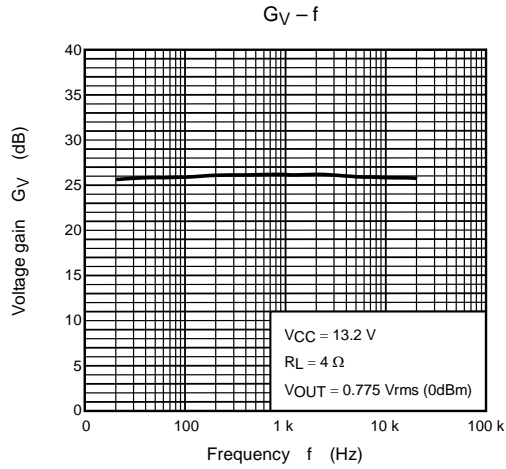 GV – f
Voltage gain GV (dB)
40
35
30
25
20
15
10
5
0
VCC = 13.2 V
RL = 4 Ω
VOUT = 0.775 Vrms (0dBm)
0 100 1 k 10 k 100 k
Frequency f (Hz)